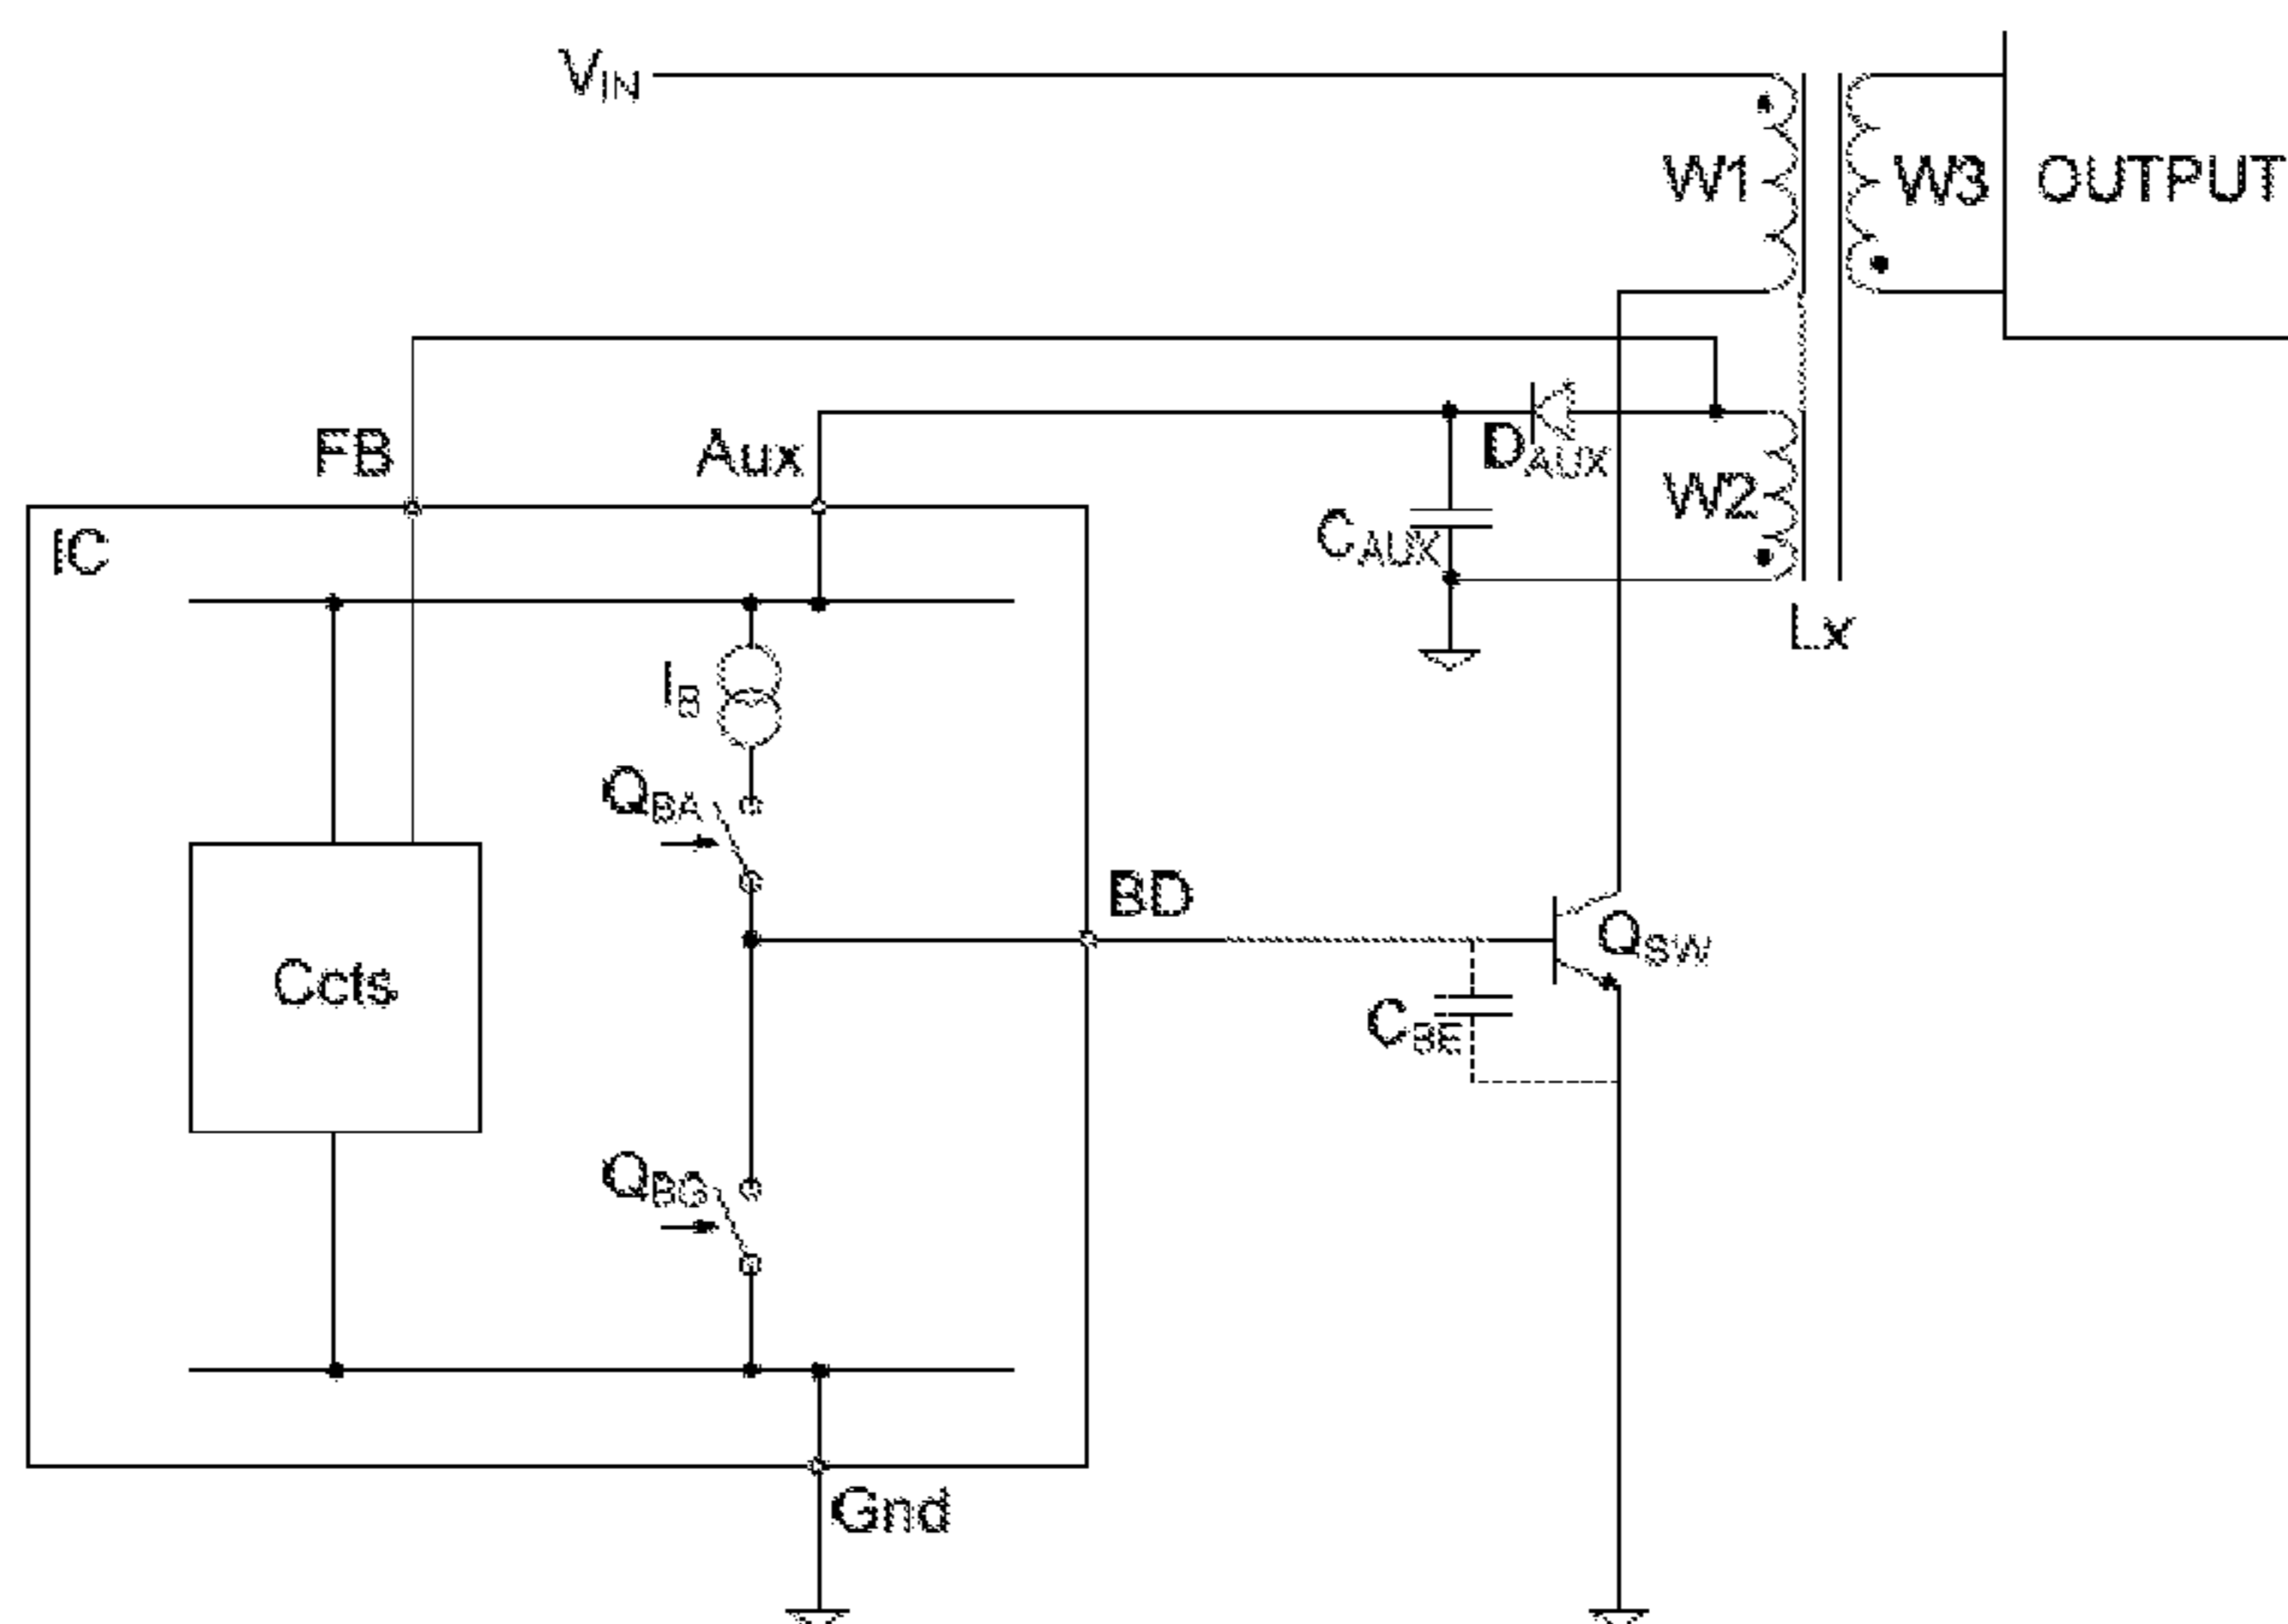 VIN
W1
W3
OUTPUT
FB
Aux
DAUX
W2
CAUX
IC
Lx
IB
QBA
BD
QSW
Ccts
CBE
QBG
Gnd